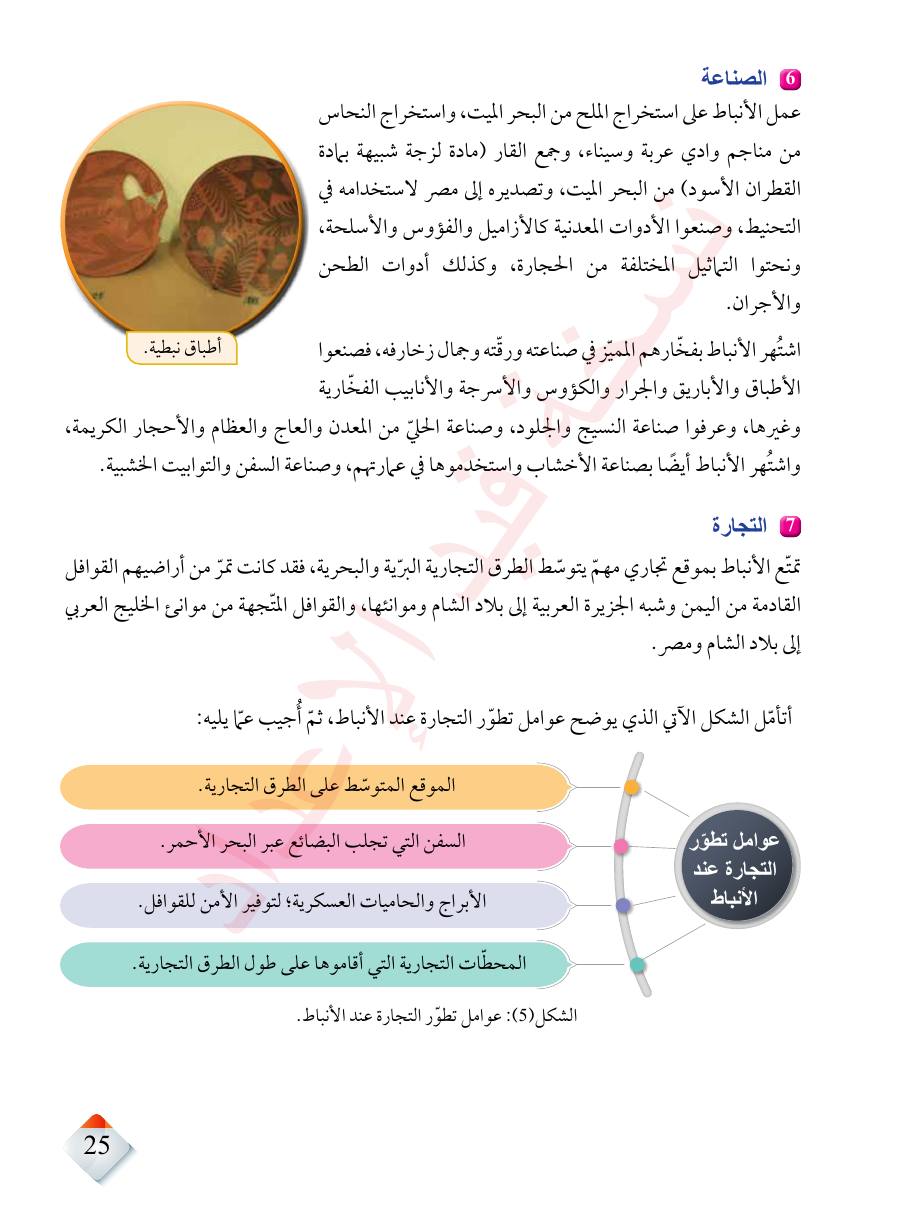 6 الصناعة
عمل الأنباط على استخراج الملح من البحر الميت، واستخراج النحاس
من مناجم وادي عربة وسيناء، وجمع القار (مادة لزجة شبيهة بمادة
القطران الأسود) من البحر الميت، وتصديره إلى مصر لاستخدامه في
التحنيط، وصنعوا الأدوات المعدنية كالأزاميل والفؤوس والأسلحة،
ونحتوا التماثيل المختلفة من الحجارة، وكذلك أدوات الطحن
والأجران.
أطباق نبطية.
اشتُهر الأنباط بفخّارهم المميّز في صناعته ورقّته وجمال زخارفه، فصنعوا
الأطباق والأباريق والجرار والكؤوس والأسرجة والأنابيب الفخّارية
وغيرها، وعرفوا صناعة النسيج والجلود، وصناعة الحليّ من المعدن والعاج والعظام والأحجار الكريمة،
واشتُهر الأنباط أيضًا بصناعة الأخشاب واستخدموها في عمارتهم، وصناعة السفن والتوابيت الخشبية.
7 التجارة
تمتّع الأنباط بموقع تجاري مهمّ يتوسّط الطرق التجارية البرّية والبحرية، فقد كانت تمرّ من أراضيهم القوافل
القادمة من اليمن وشبه الجزيرة العربية إلى بلاد الشام وموانئها، والقوافل المتّجهة من موانئ الخليج العربي
إلى بلاد الشام ومصر.
أتأمّل الشكل الآتي الذي يوضح عوامل تطوّر التجارة عند الأنباط، ثمّ أُجيب عمّا يليه:
عوامل تطوّر
التجارة عند
الأنباط
الموقع المتوسّط على الطرق التجارية.
السفن التي تجلب البضائع عبر البحر الأحمر.
الأبراج والحاميات العسكرية؛ لتوفير الأمن للقوافل.
المحطّات التجارية التي أقاموها على طول الطرق التجارية.
الشكل(5): عوامل تطوّر التجارة عند الأنباط.
25
نسخة قيد الإعداد